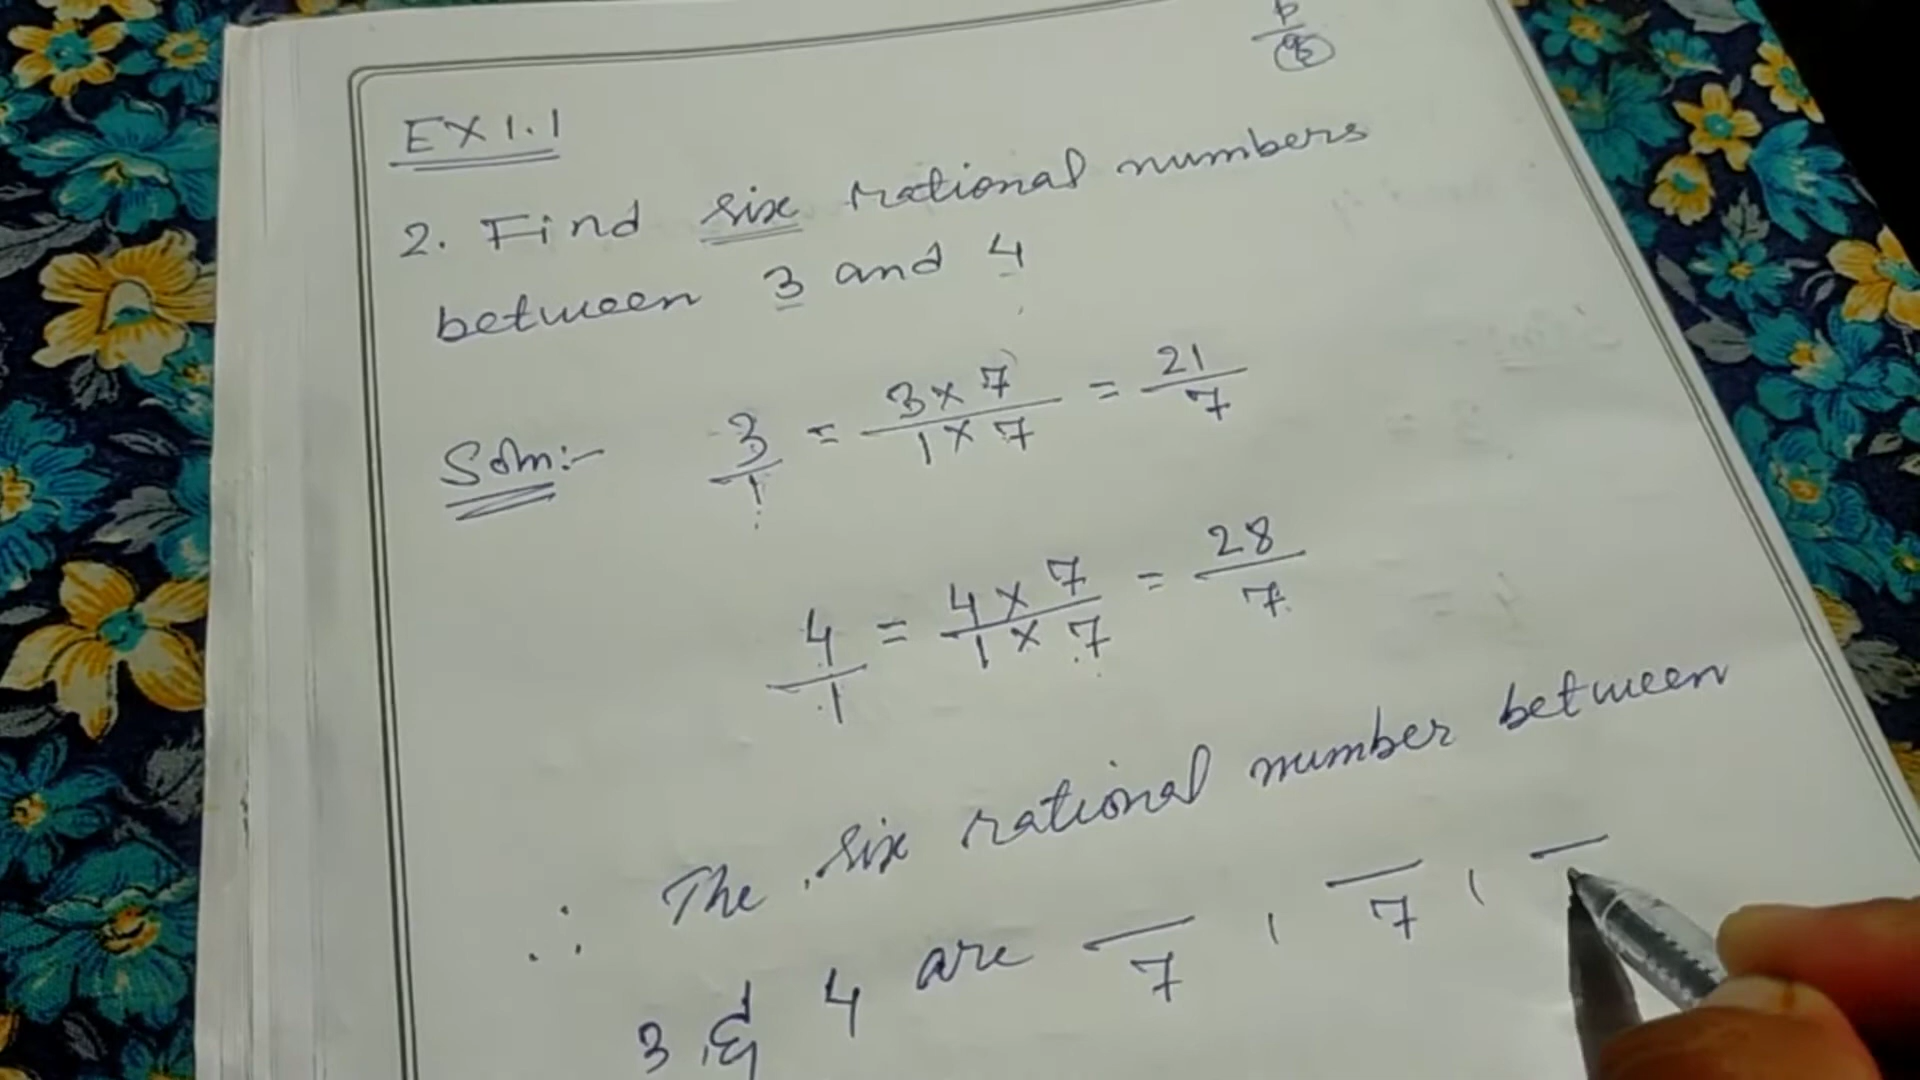 p/q
EX 1.1
2. Find six rational numbers
between 3 and 4
Soln:- 3/1 = 3 × 7 / 1 × 7 = 21/7
4/1 = 4 × 7 / 1 × 7 = 28/7
∴ The six rational number between
3 & 4 are —/7 , —/7 , —